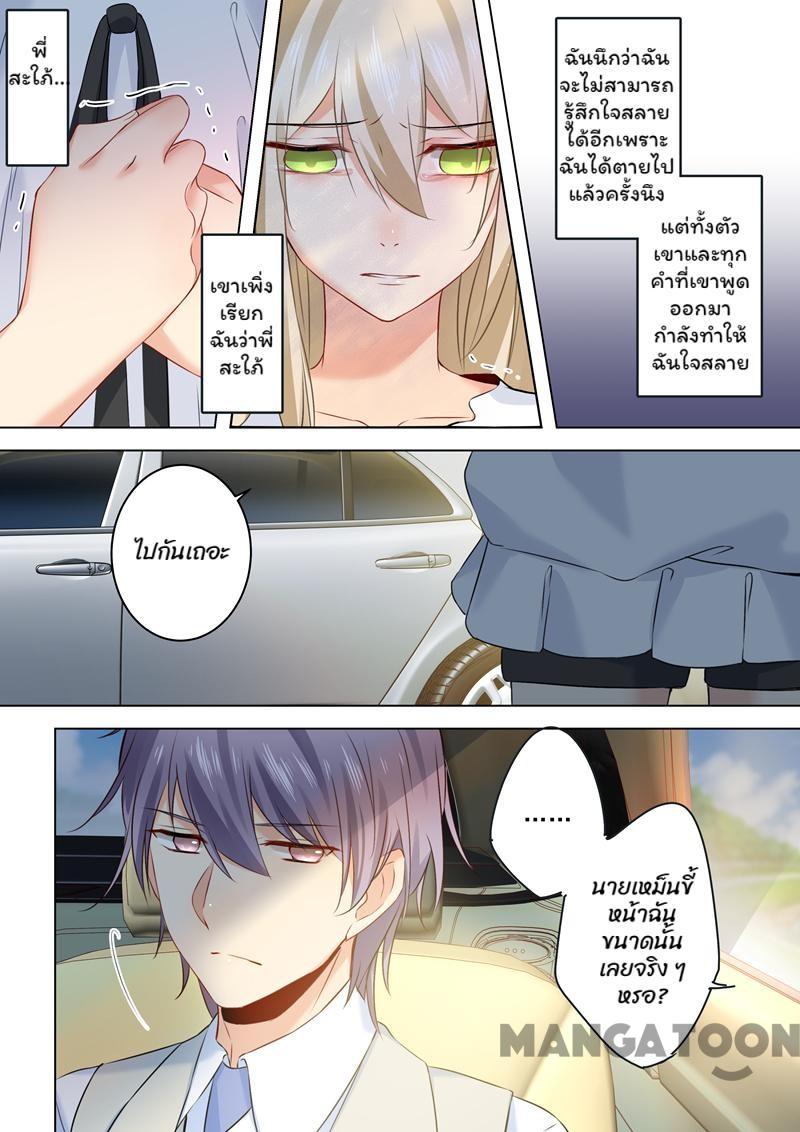 พี่
สะใภ้...
เขาเพิ่ง
เรียก
ฉันว่าพี่
สะใภ้
ฉันนึกว่าฉัน
จะไม่สามารถ
รู้สึกใจสลาย
ได้อีกเพราะ
ฉันได้ตายไป
แล้วครั้งนึง
แต่ทั้งตัว
เขาและทุก
คำที่เขาพูด
ออกมา
กำลังทำให้
ฉันใจสลาย
ไปกันเถอะ
......
นายเหม็นขี้
หน้าฉัน
ขนาดนั้น
เลยจริง ๆ
หรอ?
MANGATOON